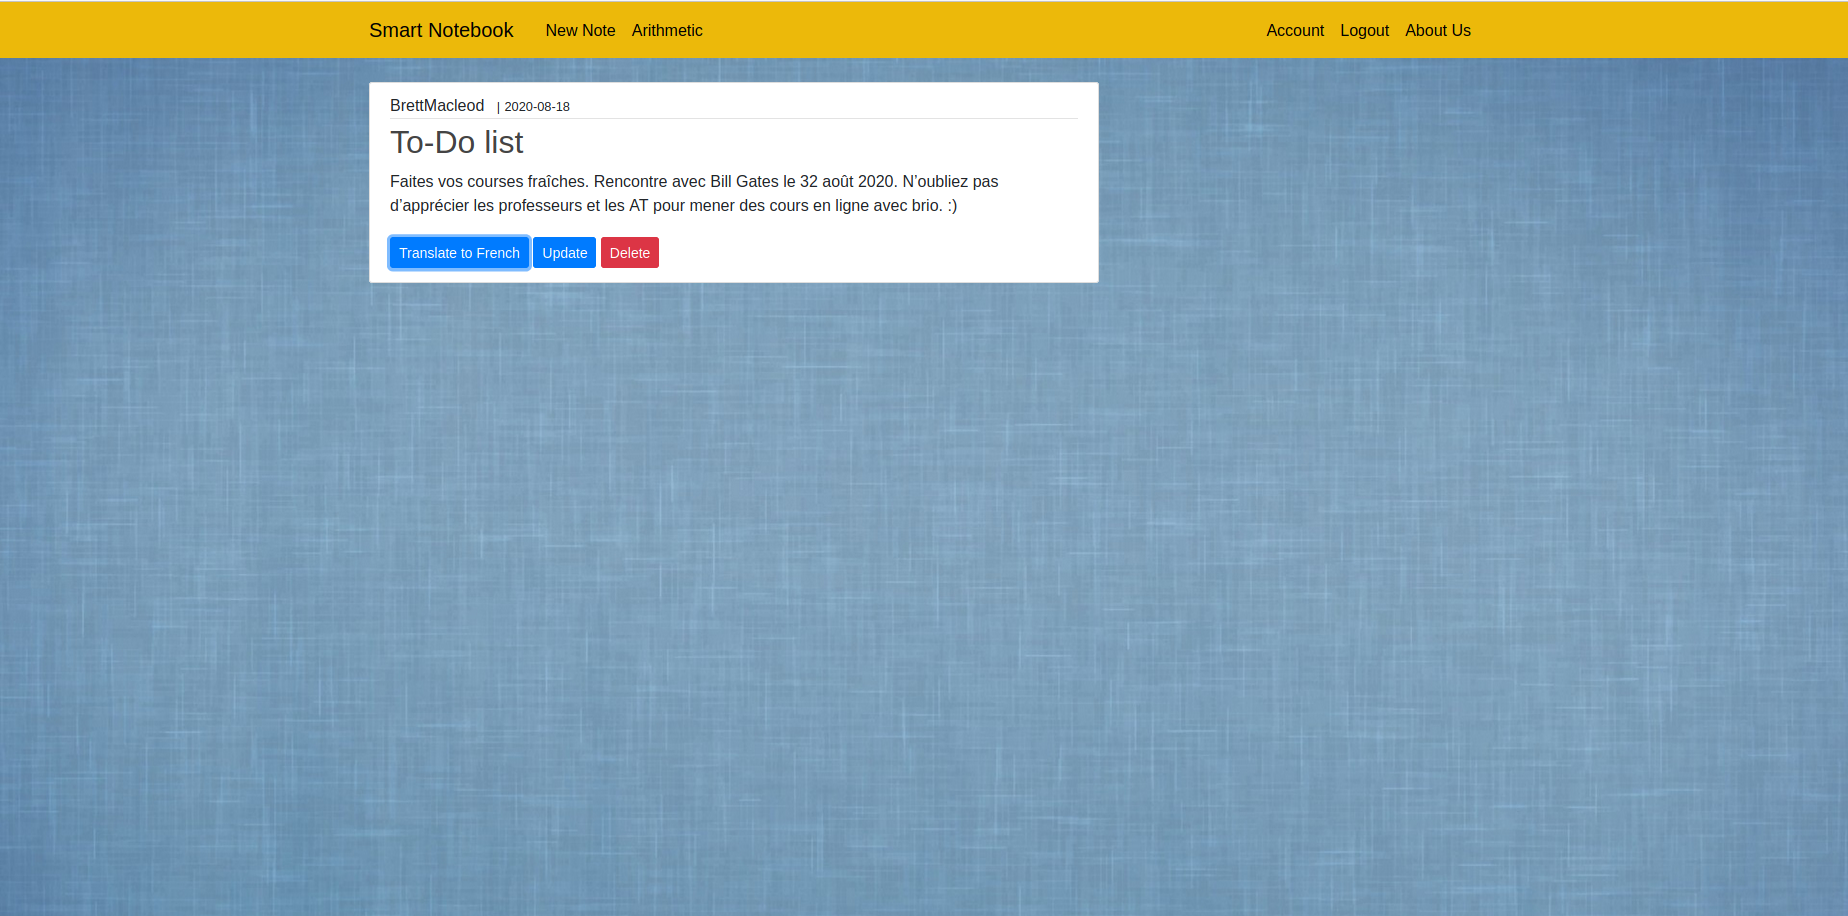 Smart Notebook New Note Arithmetic Account Logout About Us
BrettMacleod | 2020-08-18
To-Do list
Faites vos courses fraîches. Rencontre avec Bill Gates le 32 août 2020. N’oubliez pas
d’apprécier les professeurs et les AT pour mener des cours en ligne avec brio. :)
Translate to French Update Delete